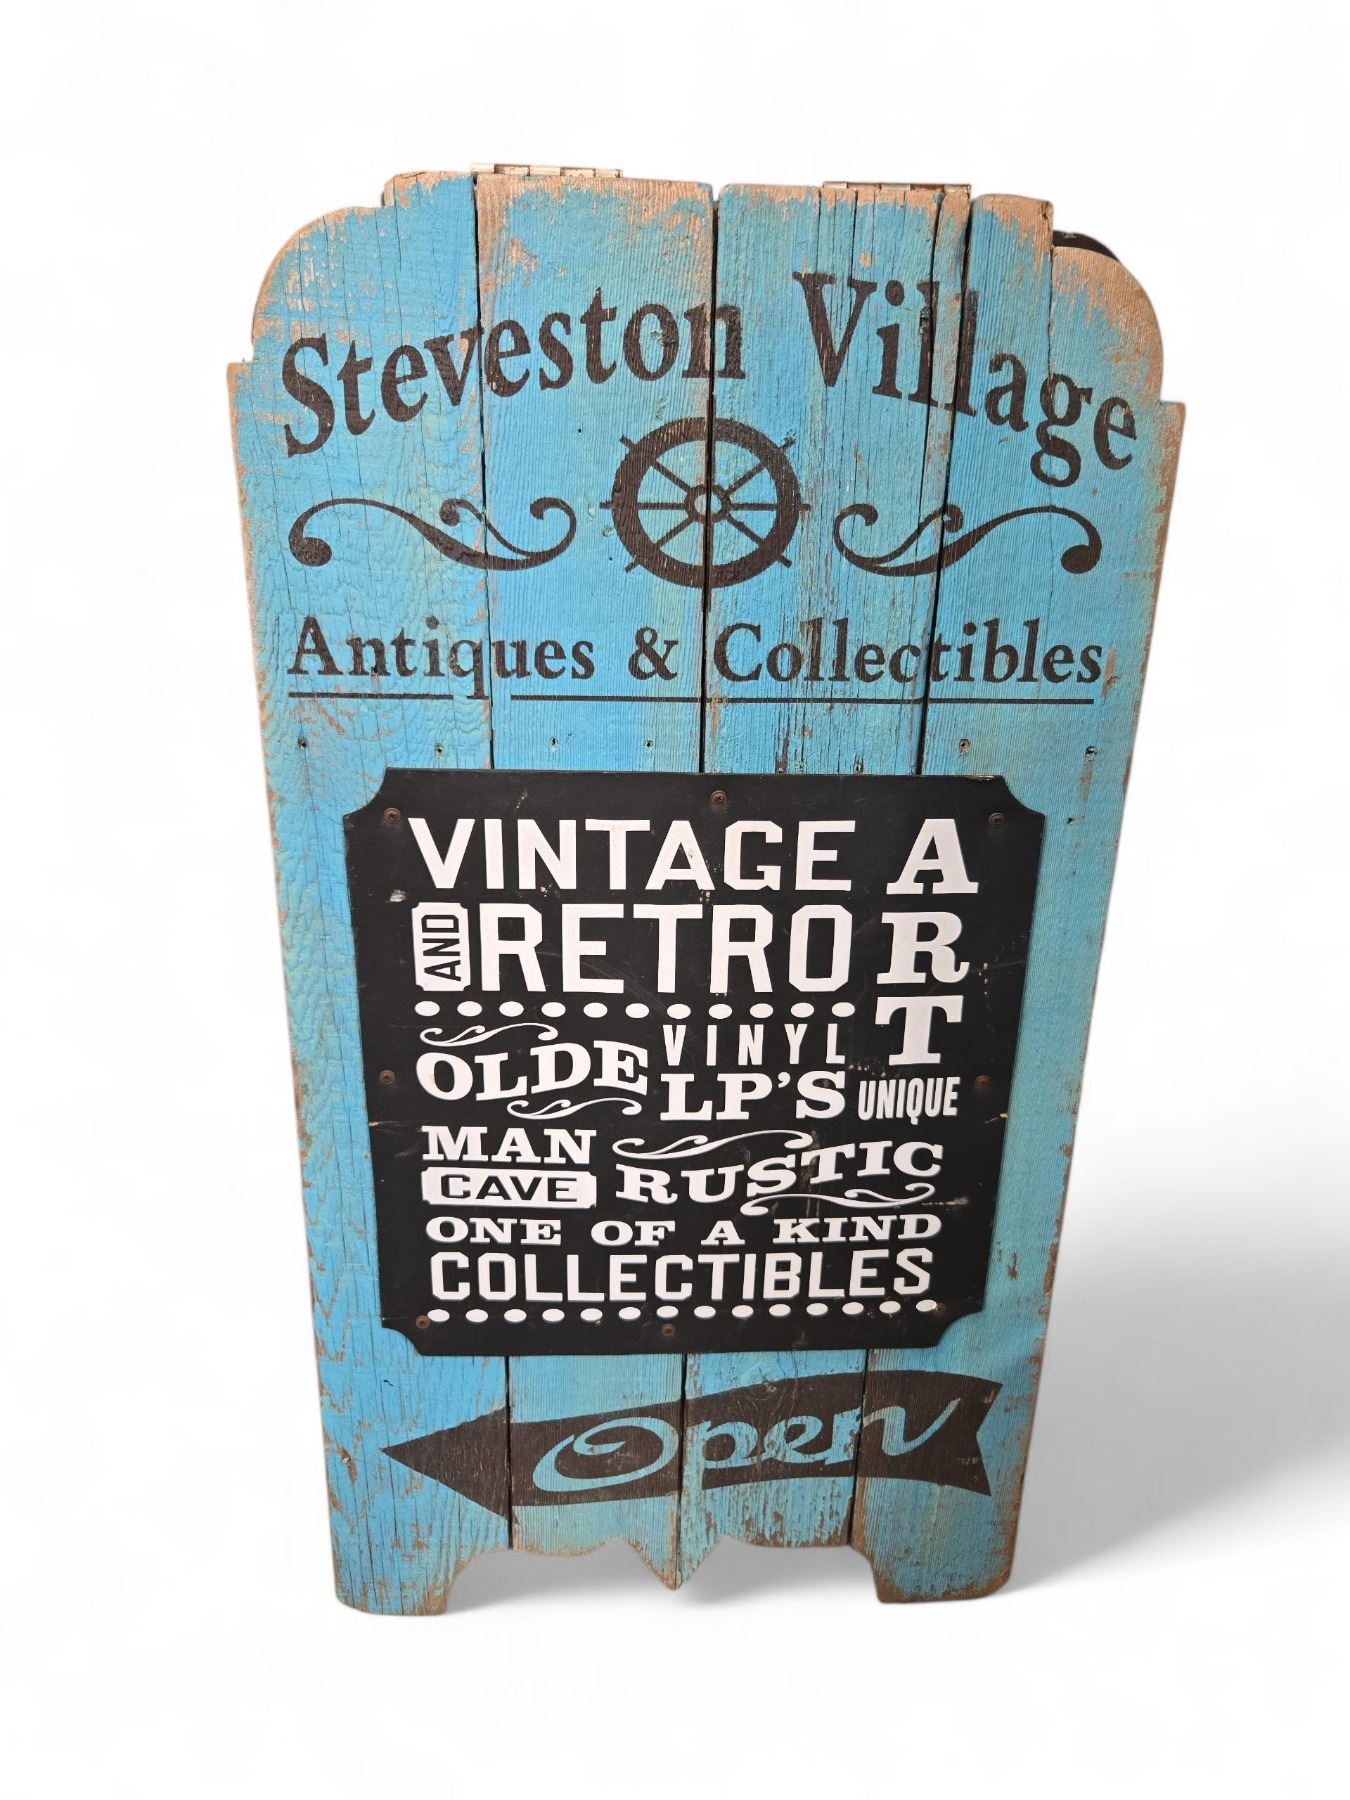 Steveston Village
Antiques & Collectibles
VINTAGE
AND RETRO
ART
OLDE
VINYL
LP'S
UNIQUE
MAN
CAVE
RUSTIC
ONE OF A KIND
COLLECTIBLES
Open